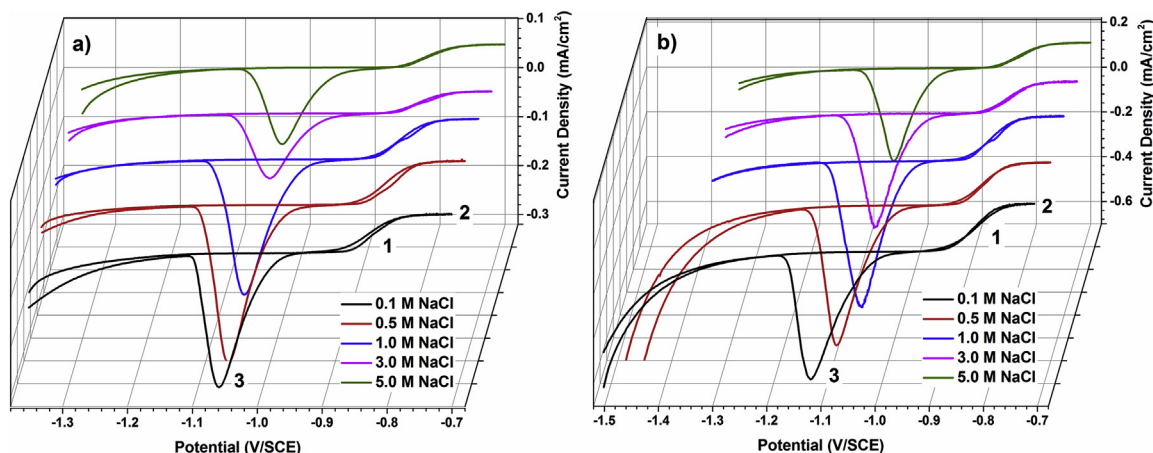 a)
0.1
0.0
-0.1
-0.2
-0.3
Current Density (mA/cm²)
2
1
3
0.1 M NaCl
0.5 M NaCl
1.0 M NaCl
3.0 M NaCl
5.0 M NaCl
-1.3 -1.2 -1.1 -1.0 -0.9 -0.8 -0.7
Potential (V/SCE)
b)
0.2
0.0
-0.2
-0.4
-0.6
Current Density (mA/cm²)
2
1
3
0.1 M NaCl
0.5 M NaCl
1.0 M NaCl
3.0 M NaCl
5.0 M NaCl
-1.5 -1.4 -1.3 -1.2 -1.1 -1.0 -0.9 -0.8 -0.7
Potential (V/SCE)